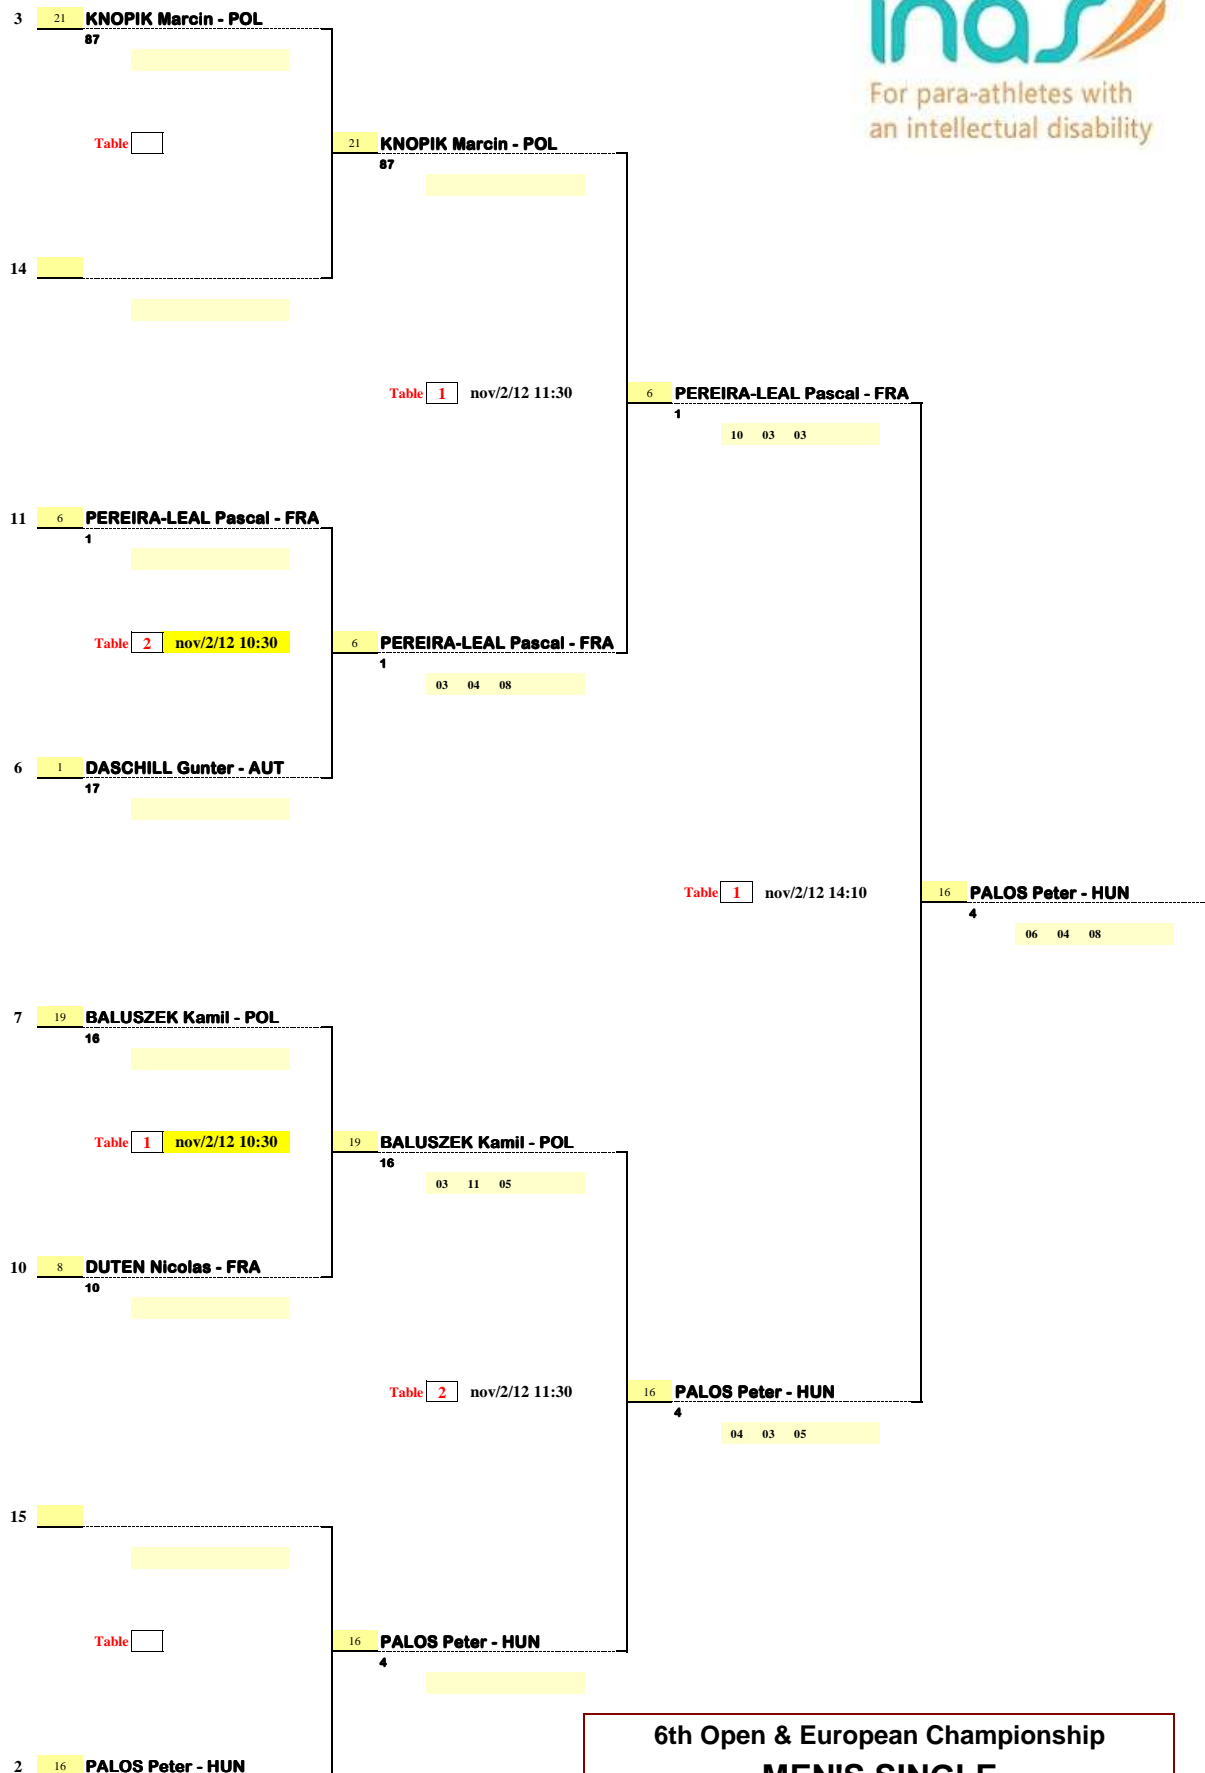 inas
For para-athletes with
an intellectual disability
3 21 KNOPIK Marcin - POL
87
Table
21 KNOPIK Marcin - POL
87
14
Table 1 nov/2/12 11:30
6 PEREIRA-LEAL Pascal - FRA
1
10 03 03
11 6 PEREIRA-LEAL Pascal - FRA
1
Table 2 nov/2/12 10:30
6 PEREIRA-LEAL Pascal - FRA
1
03 04 08
6 1 DASCHILL Gunter - AUT
17
Table 1 nov/2/12 14:10
16 PALOS Peter - HUN
4
06 04 08
7 19 BALUSZEK Kamil - POL
16
Table 1 nov/2/12 10:30
19 BALUSZEK Kamil - POL
16
03 11 05
10 8 DUTEN Nicolas - FRA
10
Table 2 nov/2/12 11:30
16 PALOS Peter - HUN
4
04 03 05
15
Table
16 PALOS Peter - HUN
4
6th Open & European Championship
MEN'S SINGLE
2 16 PALOS Peter - HUN